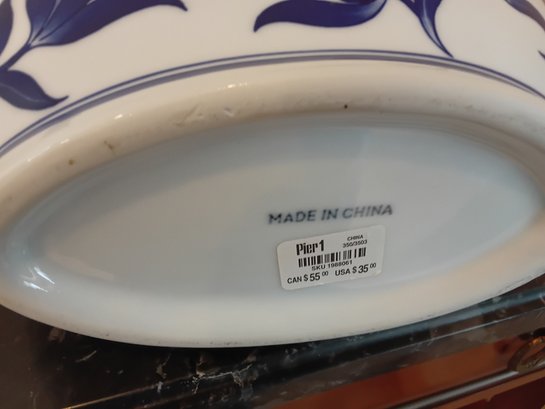 MADE IN CHINA
Pier 1
CHINA
350/3503
SKU 1988061
CAN $ 55 00 USA $ 35 00